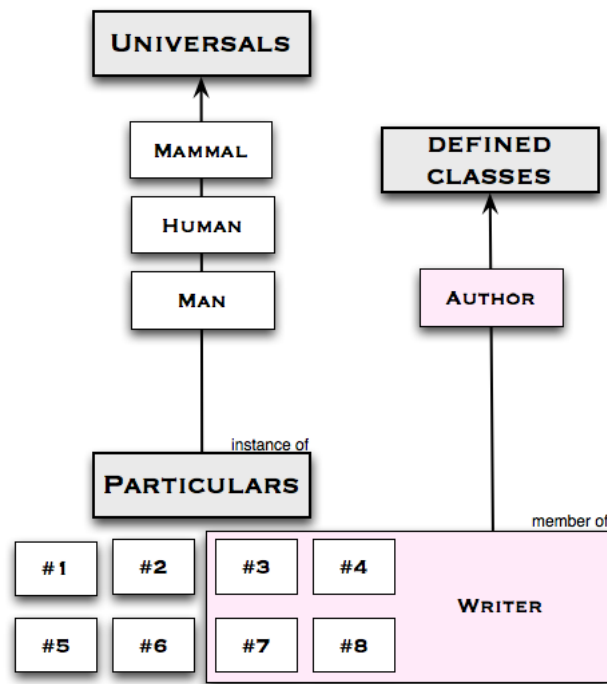 UNIVERSALS
MAMMAL
HUMAN
MAN
DEFINED
CLASSES
AUTHOR
instance of
PARTICULARS
member of
#1
#2
#3
#4
WRITER
#5
#6
#7
#8